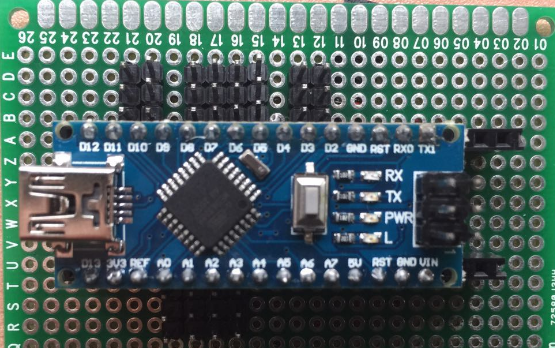 26 25 24 23 22 21 20 19 18 17 16 15 14 13 12 11 10 09 08 07 06 05 04 03 02 01
E
D
C
B
A
Z
Y
X
W
V
U
T
S
R
Q
D12 D11 D10 D9 D8 D7 D6 D5 D4 D3 D2 GND RST RX0 TX1
RX
TX
PWR
L
D13 3V3 REF A0 A1 A2 A3 A4 A5 A6 A7 5V RST GND VIN